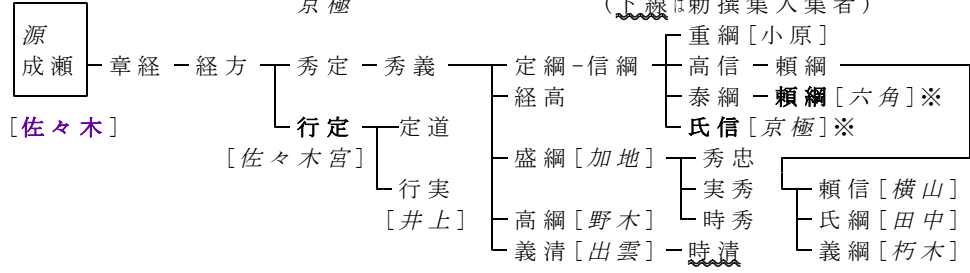 京極 (下線は勅撰集入集者)
源 重綱[小原]
成瀬 章経 経方 秀定 秀義 定綱 信綱 高信 頼綱
経高 泰綱 頼綱[六角]※
[佐々木] 行定 定道 氏信[京極]※
[佐々木宮] 盛綱[加地] 秀忠
行実 実秀 頼信[横山]
[井上] 高綱[野木] 時秀 氏綱[田中]
義清[出雲] 時清 義綱[朽木]